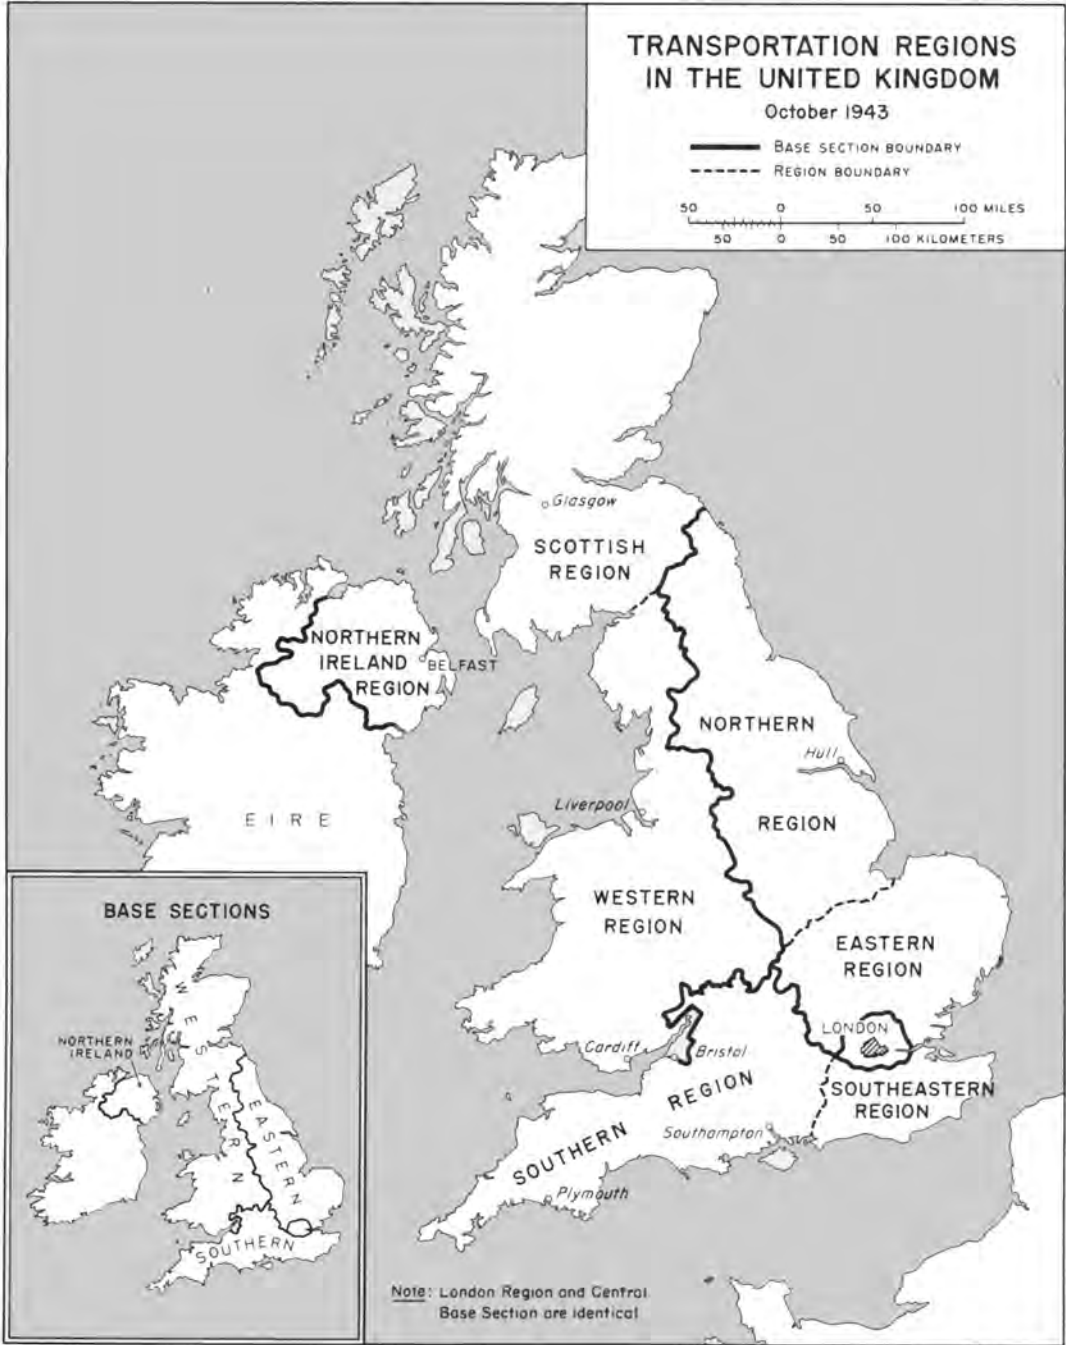 TRANSPORTATION REGIONS
IN THE UNITED KINGDOM
October 1943
BASE SECTION BOUNDARY
REGION BOUNDARY
50 0 50 100 MILES
50 0 50 100 KILOMETERS
Glasgow
SCOTTISH
REGION
NORTHERN
IRELAND
REGION
BELFAST
NORTHERN
REGION
Hull
Liverpool
EIRE
WESTERN
REGION
EASTERN
REGION
LONDON
Cardiff
Bristol
SOUTHEASTERN
REGION
SOUTHERN REGION
Southampton
Plymouth
BASE SECTIONS
NORTHERN
IRELAND
WESTERN
EASTERN
SOUTHERN
Note: London Region and Central
Base Section are identical